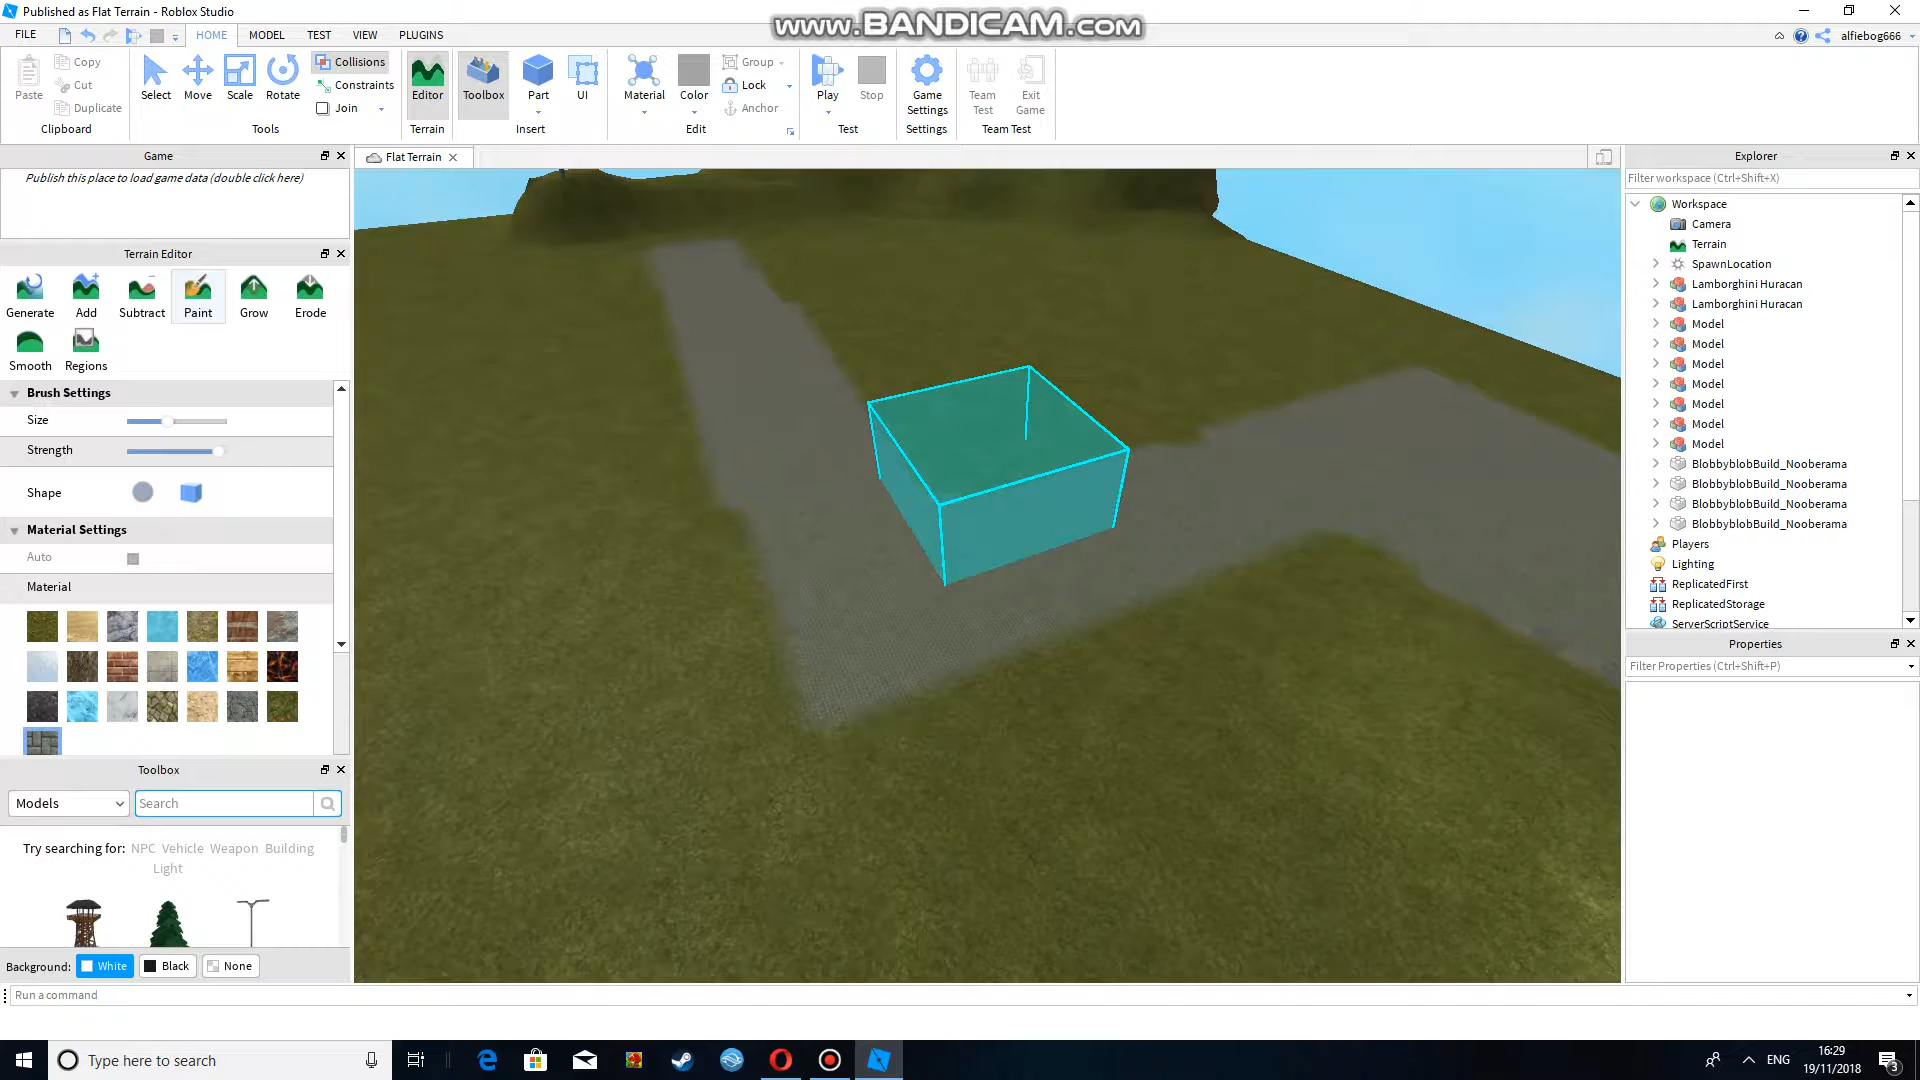 Published as Flat Terrain - Roblox Studio
www.BANDICAM.com
FILE
HOME
MODEL
TEST
VIEW
PLUGINS
alfiebog666
Paste
Copy
Cut
Duplicate
Clipboard
Select
Move
Scale
Rotate
Collisions
Constraints
Join
Tools
Editor
Terrain
Toolbox
Part
UI
Insert
Material
Color
Group
Lock
Anchor
Edit
Play
Stop
Test
Game Settings
Settings
Team Test
Exit Game
Team Test
Game
Publish this place to load game data (double click here)
Terrain Editor
Generate
Add
Subtract
Paint
Grow
Erode
Smooth
Regions
Brush Settings
Size
Strength
Shape
Material Settings
Auto
Material
Toolbox
Models
Search
Try searching for: NPC Vehicle Weapon Building
Light
Background: White Black None
Run a command
Flat Terrain
Explorer
Filter workspace (Ctrl+Shift+X)
Workspace
Camera
Terrain
SpawnLocation
Lamborghini Huracan
Lamborghini Huracan
Model
Model
Model
Model
Model
Model
Model
BlobbyblobBuild_Nooberama
BlobbyblobBuild_Nooberama
BlobbyblobBuild_Nooberama
BlobbyblobBuild_Nooberama
Players
Lighting
ReplicatedFirst
ReplicatedStorage
ServerScriptService
Properties
Filter Properties (Ctrl+Shift+P)
Type here to search
ENG
16:29
19/11/2018
3